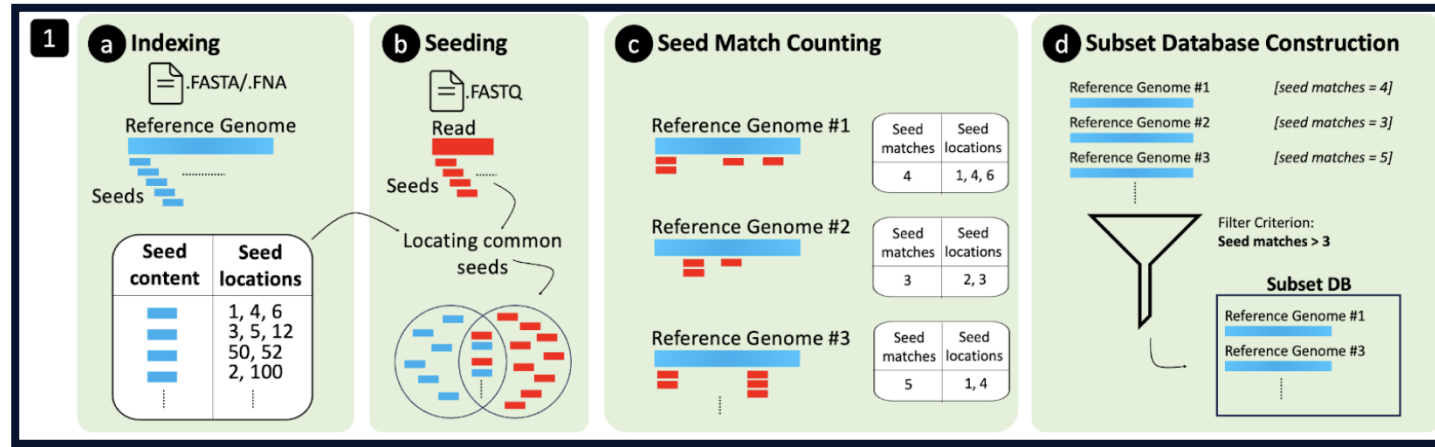 1
a Indexing
.FASTA/.FNA
Reference Genome
Seeds
Seed content
Seed locations
1, 4, 6
3, 5, 12
50, 52
2, 100
b Seeding
.FASTQ
Read
Seeds
Locating common
seeds
c Seed Match Counting
Reference Genome #1
Seed matches
Seed locations
4
1, 4, 6
Reference Genome #2
Seed matches
Seed locations
3
2, 3
Reference Genome #3
Seed matches
Seed locations
5
1, 4
d Subset Database Construction
Reference Genome #1 [seed matches = 4]
Reference Genome #2 [seed matches = 3]
Reference Genome #3 [seed matches = 5]
Filter Criterion:
Seed matches > 3
Subset DB
Reference Genome #1
Reference Genome #3